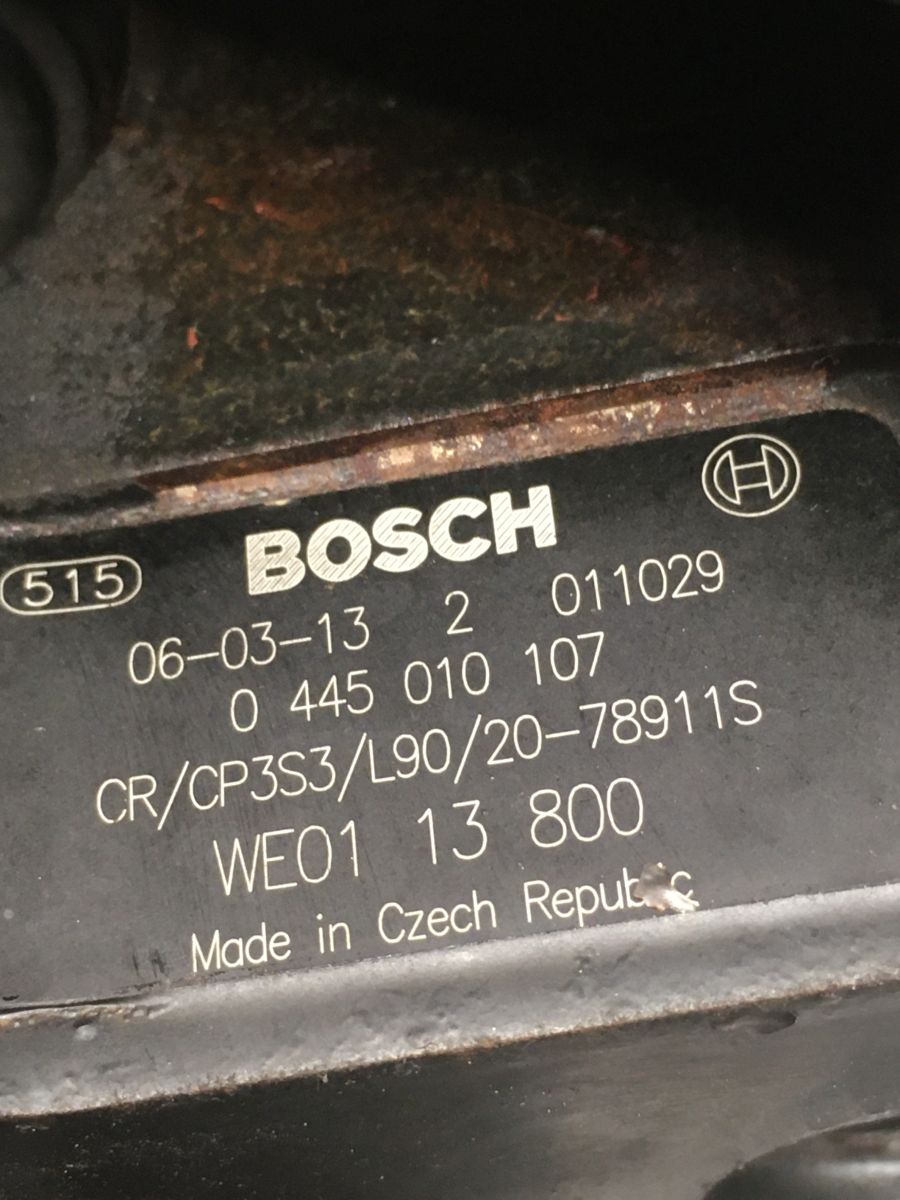 BOSCH
515
06-03-13 2 011029
0 445 010 107
CR/CP3S3/L90/20-78911S
WE01 13 800
Made in Czech Republic